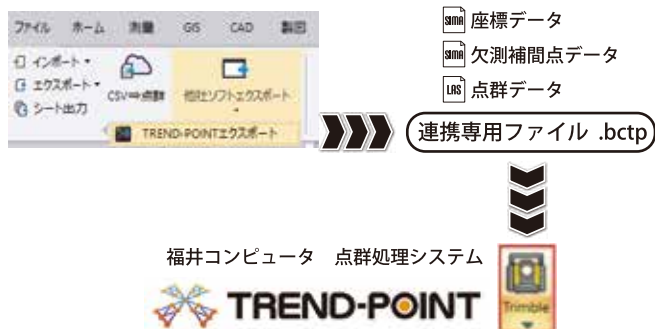 ファイル ホーム 測量 GIS CAD 製図
インポート
エクスポート
シート出力
CSV⇒点群
他社ソフトエクスポート
TREND-POINTエクスポート
SIMA 座標データ
SIMA 欠測補間点データ
LAS 点群データ
連携専用ファイル .bctp
福井コンピュータ 点群処理システム
TREND-POINT
Trimble